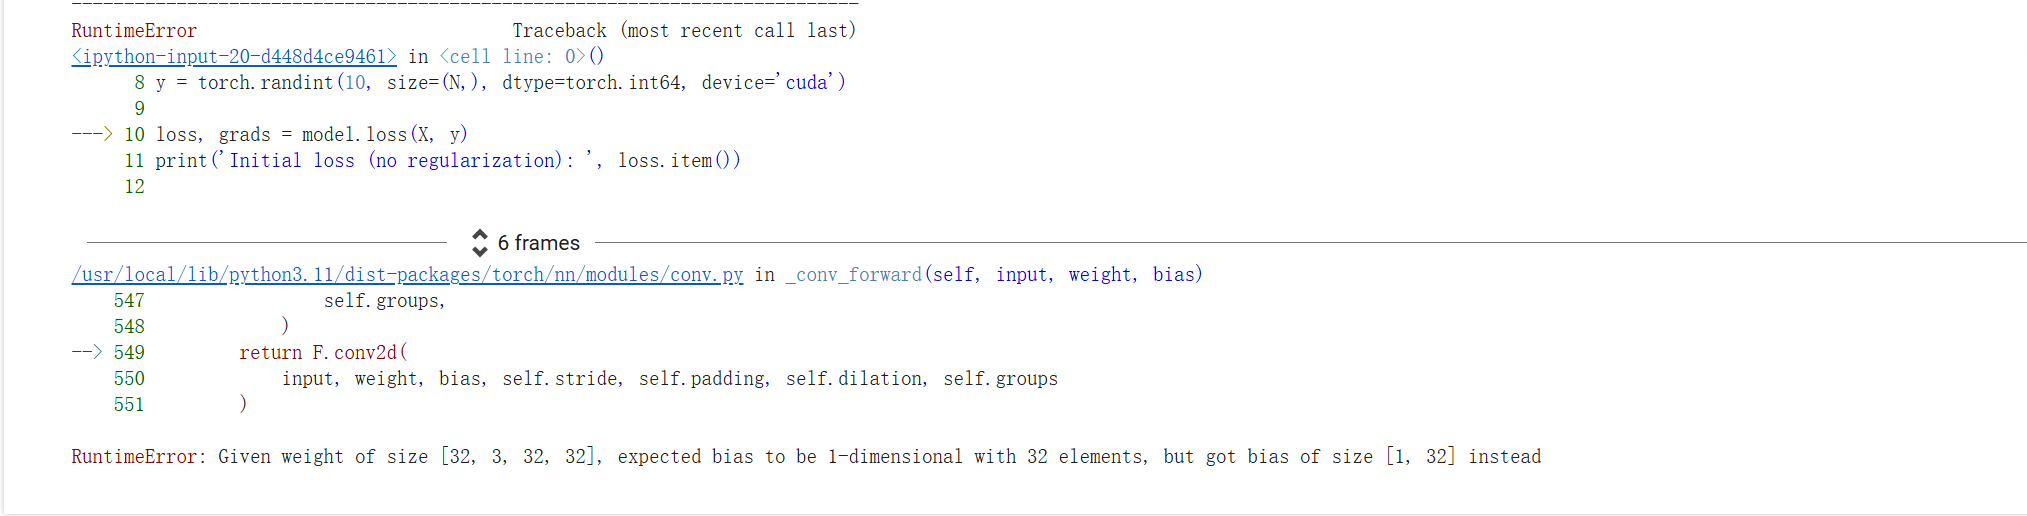 ---------------------------------------------------------------------------
RuntimeError                              Traceback (most recent call last)
<ipython-input-20-d448d4ce9461> in <cell line: 0>()
      8 y = torch.randint(10, size=(N,), dtype=torch.int64, device='cuda')
      9
---> 10 loss, grads = model.loss(X, y)
     11 print('Initial loss (no regularization): ', loss.item())
     12
6 frames
/usr/local/lib/python3.11/dist-packages/torch/nn/modules/conv.py in _conv_forward(self, input, weight, bias)
    547                 self.groups,
    548             )
--> 549         return F.conv2d(
    550             input, weight, bias, self.stride, self.padding, self.dilation, self.groups
    551         )
RuntimeError: Given weight of size [32, 3, 32, 32], expected bias to be 1-dimensional with 32 elements, but got bias of size [1, 32] instead